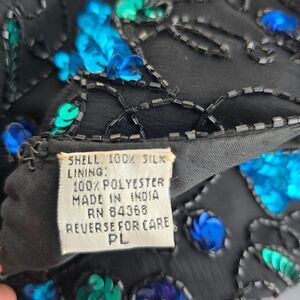 SHELL: 100% SILK
LINING:
100% POLYESTER
MADE IN INDIA
RN 84368
REVERSE FOR CARE
PL